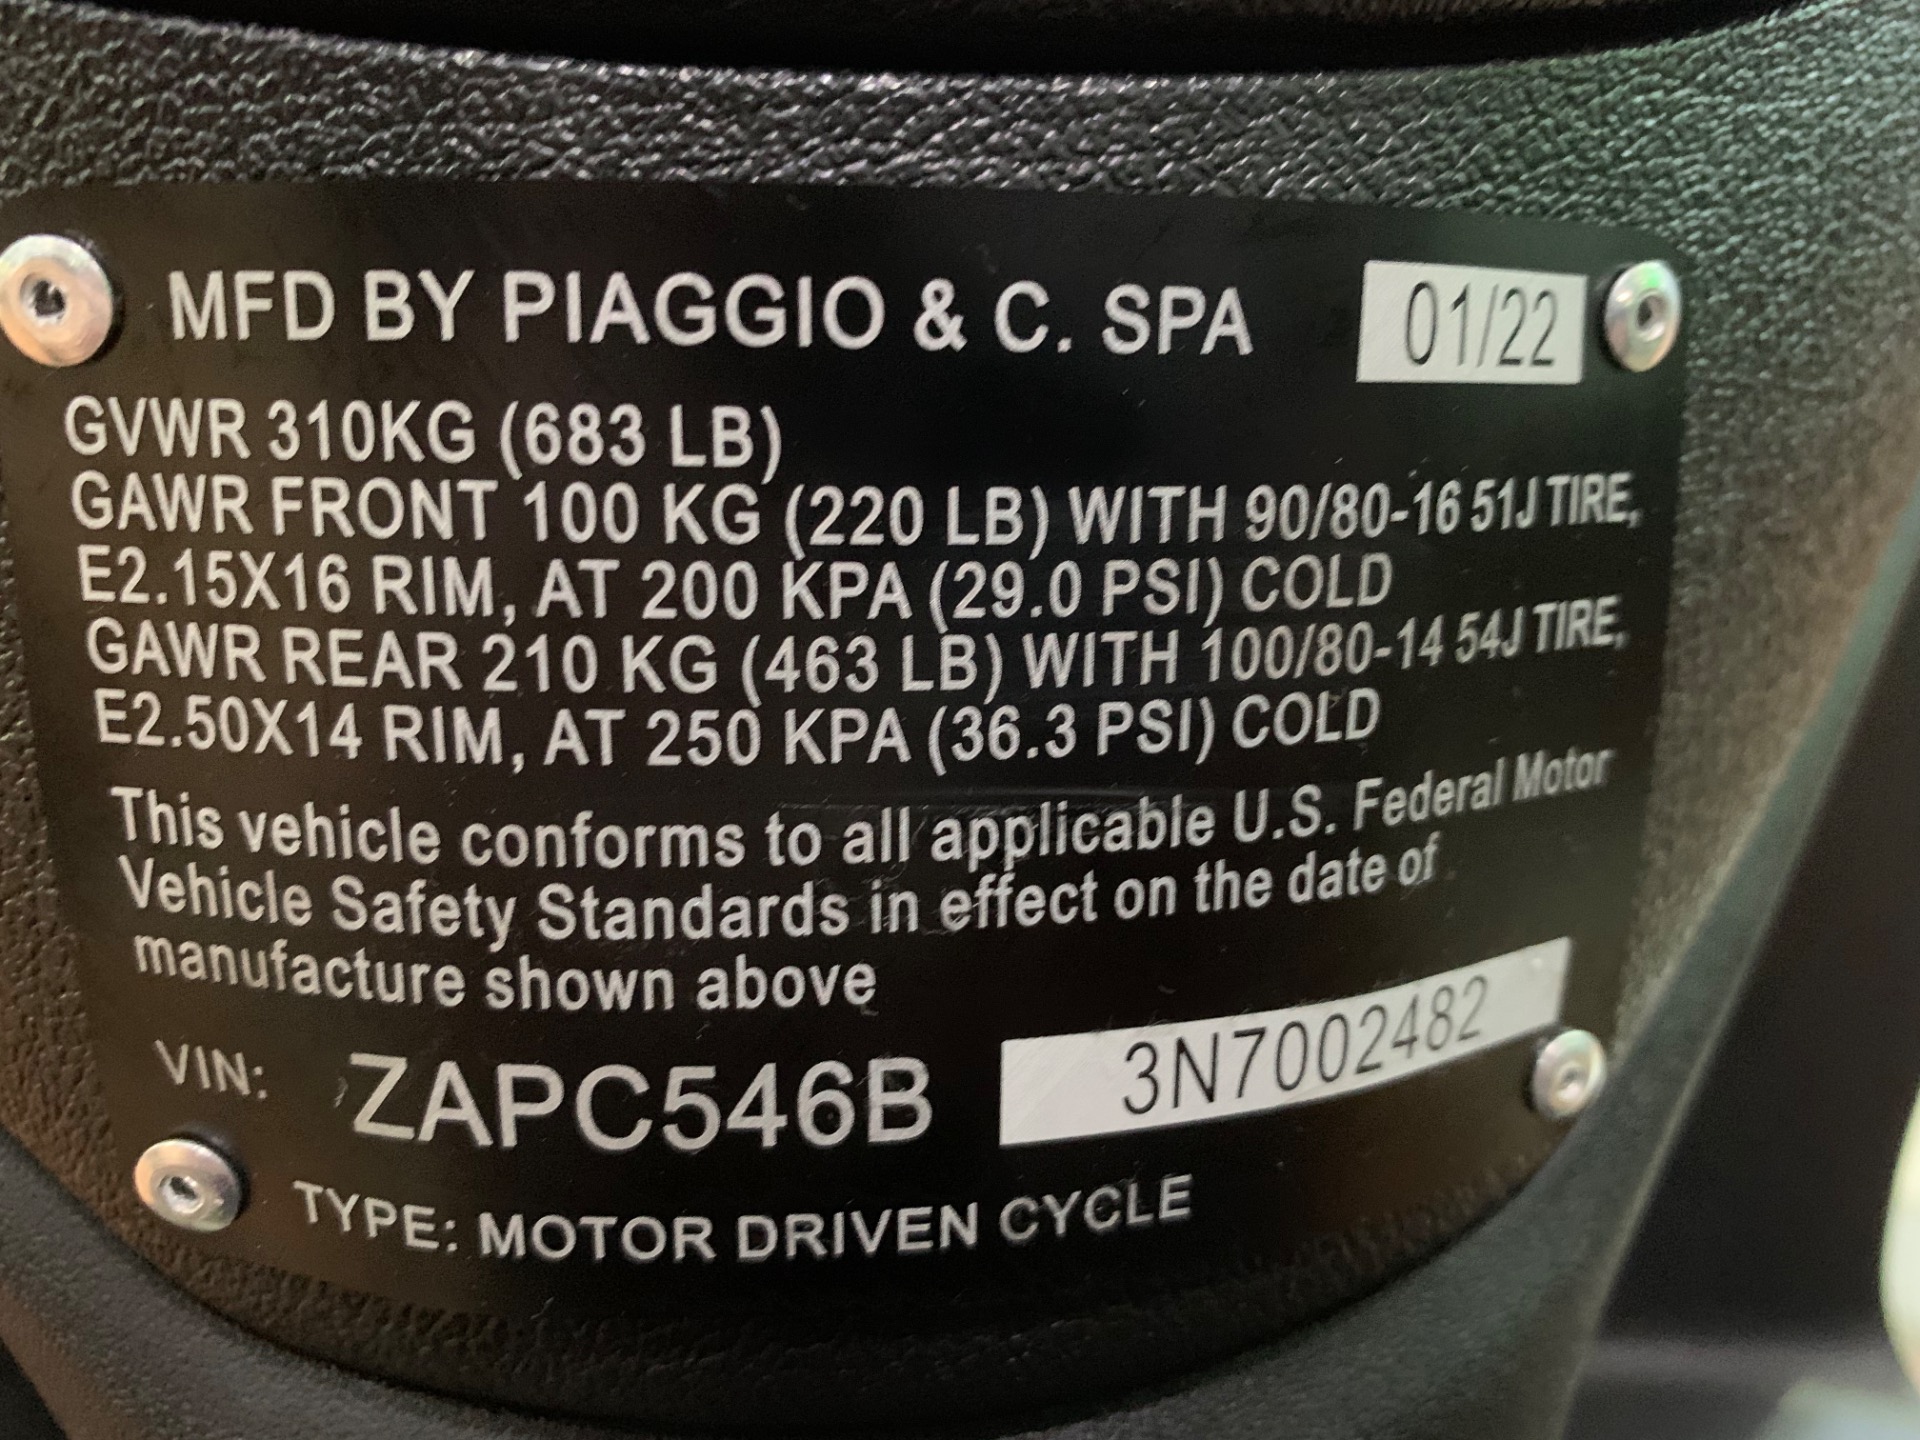 MFD BY PIAGGIO & C. SPA 01/22
GVWR 310KG (683 LB)
GAWR FRONT 100 KG (220 LB) WITH 90/80-16 51J TIRE,
E2.15X16 RIM, AT 200 KPA (29.0 PSI) COLD
GAWR REAR 210 KG (463 LB) WITH 100/80-14 54J TIRE,
E2.50X14 RIM, AT 250 KPA (36.3 PSI) COLD
This vehicle conforms to all applicable U.S. Federal Motor
Vehicle Safety Standards in effect on the date of
manufacture shown above
VIN: ZAPC546B 3N7002482
TYPE: MOTOR DRIVEN CYCLE